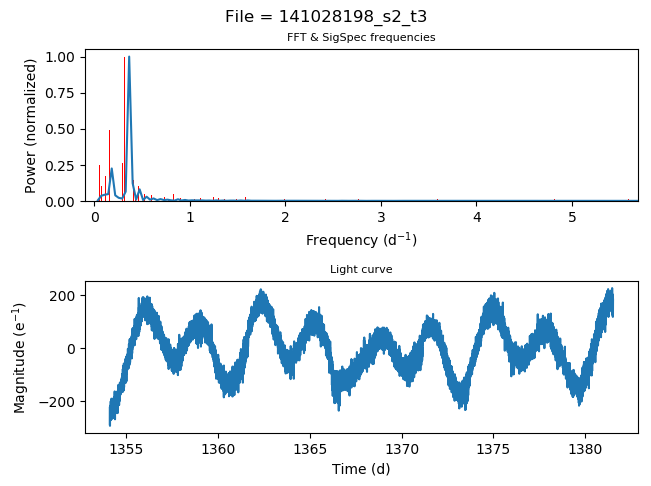 File = 141028198_s2_t3
FFT & SigSpec frequencies
1.00
0.75
0.50
0.25
0.00
Power (normalized)
0 1 2 3 4 5
Frequency (d⁻¹)
Light curve
200
0
−200
Magnitude (e⁻¹)
1355 1360 1365 1370 1375 1380
Time (d)